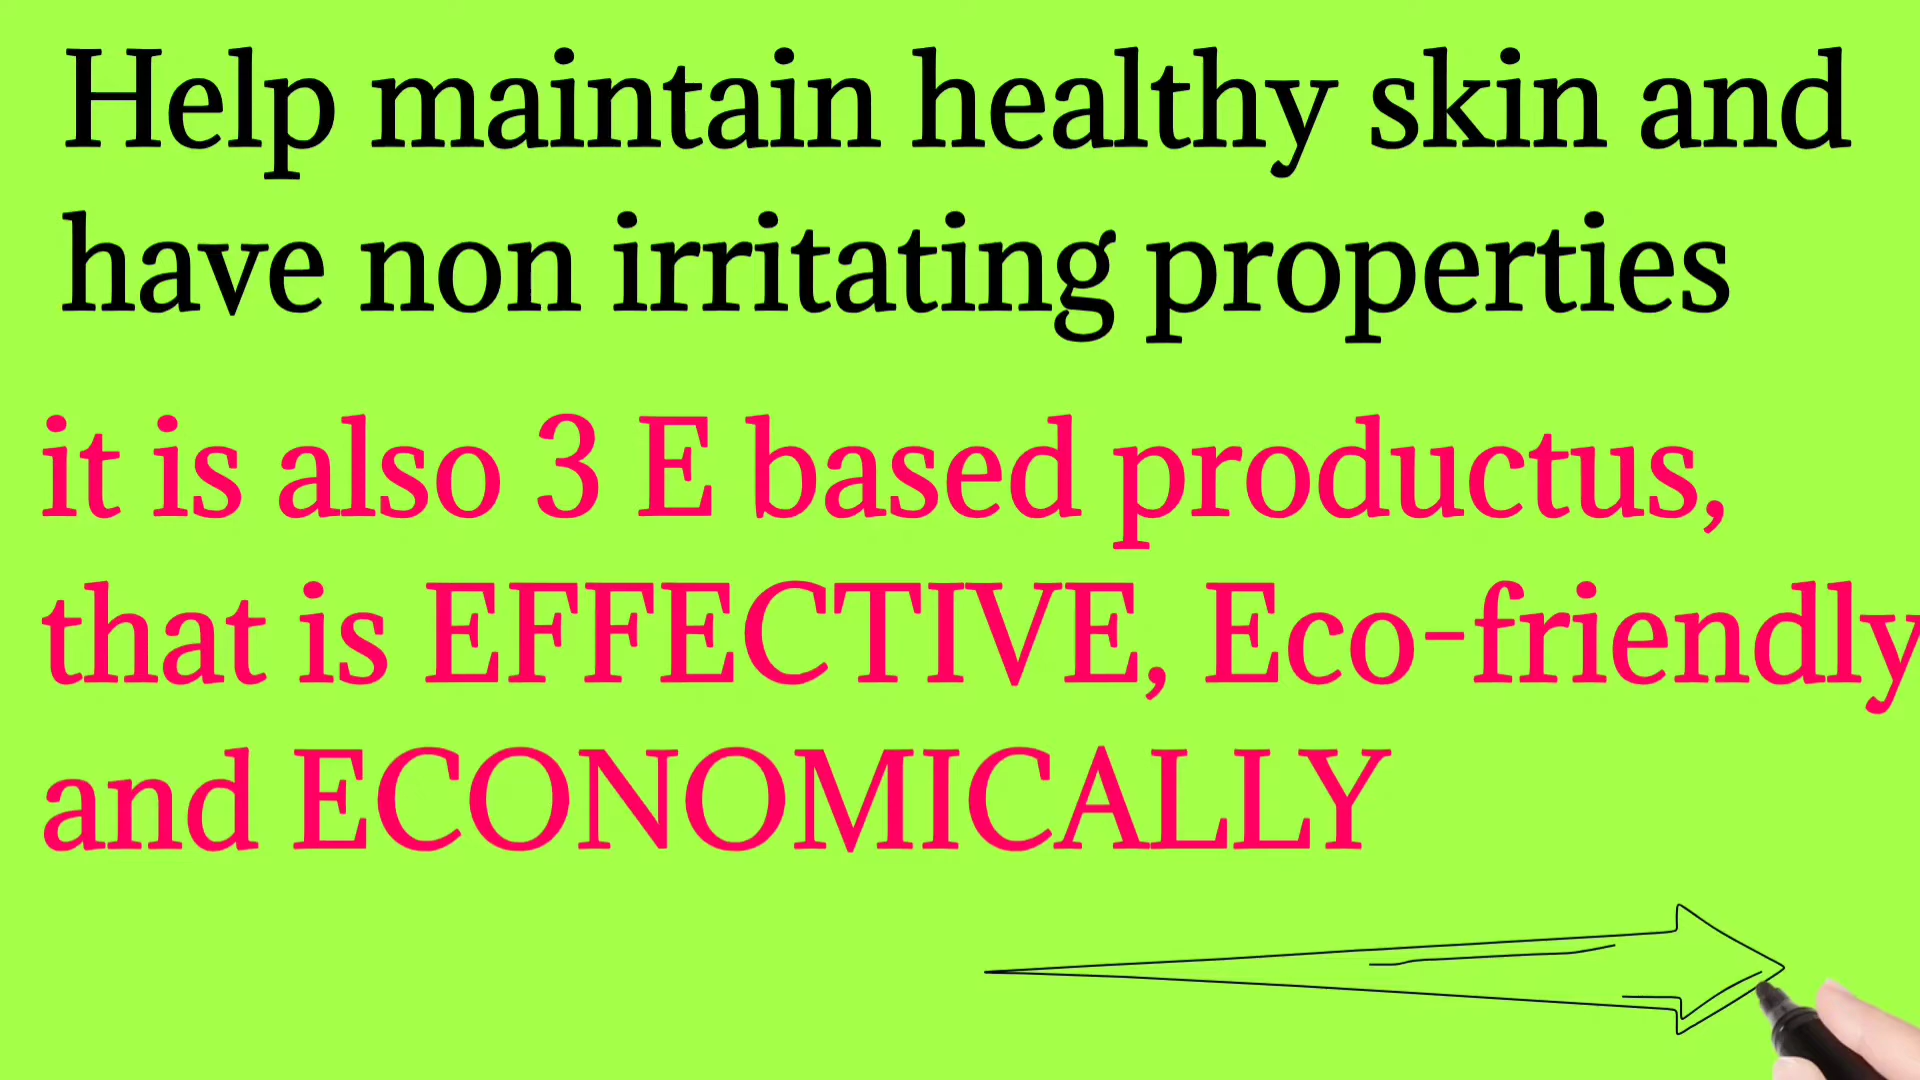 Help maintain healthy skin and
have non irritating properties
it is also 3 E based productus,
that is EFFECTIVE, Eco-friendly
and ECONOMICALLY